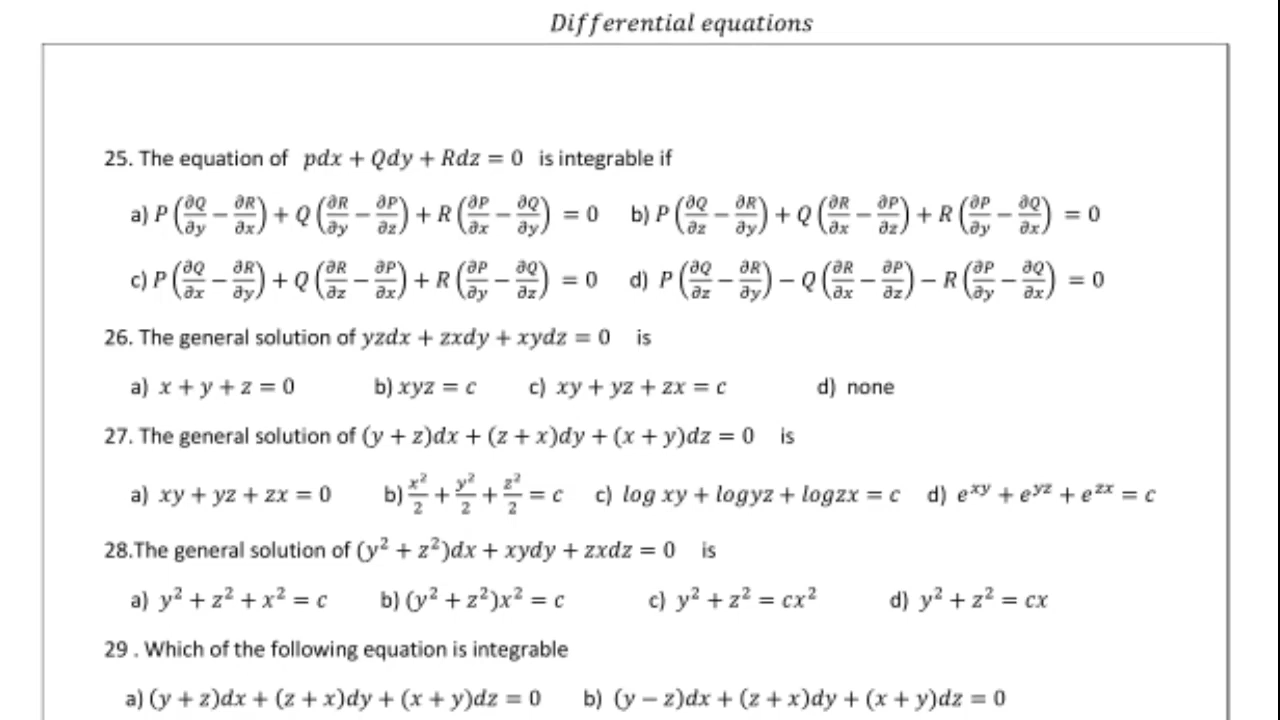 Differential equations
25. The equation of pdx + Qdy + Rdz = 0 is integrable if
a) P(∂Q/∂y − ∂R/∂x) + Q(∂R/∂y − ∂P/∂z) + R(∂P/∂x − ∂Q/∂y) = 0 b) P(∂Q/∂z − ∂R/∂y) + Q(∂R/∂x − ∂P/∂z) + R(∂P/∂y − ∂Q/∂x) = 0
c) P(∂Q/∂x − ∂R/∂y) + Q(∂R/∂z − ∂P/∂x) + R(∂P/∂y − ∂Q/∂z) = 0 d) P(∂Q/∂z − ∂R/∂y) − Q(∂R/∂x − ∂P/∂z) − R(∂P/∂y − ∂Q/∂x) = 0
26. The general solution of yzdx + zxdy + xydz = 0 is
a) x + y + z = 0 b) xyz = c c) xy + yz + zx = c d) none
27. The general solution of (y + z)dx + (z + x)dy + (x + y)dz = 0 is
a) xy + yz + zx = 0 b) x²/2 + y²/2 + z²/2 = c c) log xy + logyz + logzx = c d) e^xy + e^yz + e^zx = c
28.The general solution of (y² + z²)dx + xydy + zxdz = 0 is
a) y² + z² + x² = c b) (y² + z²)x² = c c) y² + z² = cx² d) y² + z² = cx
29 . Which of the following equation is integrable
a) (y + z)dx + (z + x)dy + (x + y)dz = 0 b) (y − z)dx + (z + x)dy + (x + y)dz = 0